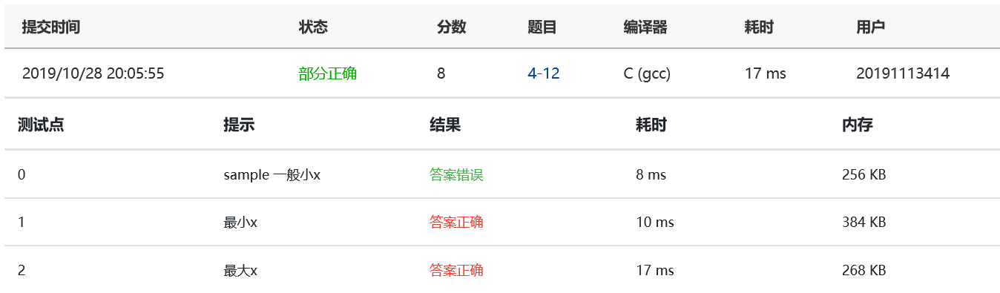 提交时间 状态 分数 题目 编译器 耗时 用户
2019/10/28 20:05:55 部分正确 8 4-12 C (gcc) 17 ms 20191113414
测试点 提示 结果 耗时 内存
0 sample 一般小x 答案错误 8 ms 256 KB
1 最小x 答案正确 10 ms 384 KB
2 最大x 答案正确 17 ms 268 KB